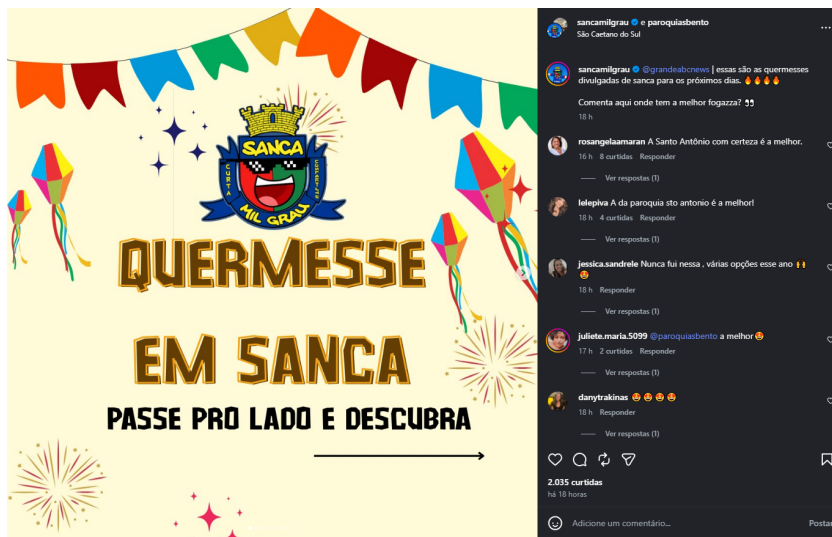 SANCA
CURTA
COMPARTILHE
MIL GRAU
QUERMESSE
EM SANCA
PASSE PRO LADO E DESCUBRA
sancamilgrau e paroquiasbento
São Caetano do Sul
sancamilgrau @grandeabcnews | essas são as quermesses
divulgadas de sanca para os próximos dias. 🔥🔥🔥🔥
Comenta aqui onde tem a melhor fogazza? 👀
18 h
rosangelaamaran A Santo Antônio com certeza é a melhor.
16 h 8 curtidas Responder
Ver respostas (1)
lelepiva A da paroquia sto antonio é a melhor!
18 h 4 curtidas Responder
Ver respostas (1)
jessica.sandrele Nunca fui nessa , várias opções esse ano 🙌
😍
18 h Responder
Ver respostas (1)
juliete.maria.5099 @paroquiasbento a melhor 😍
17 h 2 curtidas Responder
Ver respostas (1)
danytrakinas 😍 😍 😍 😍
18 h Responder
Ver respostas (1)
2.035 curtidas
há 18 horas
Adicione um comentário...
Postar